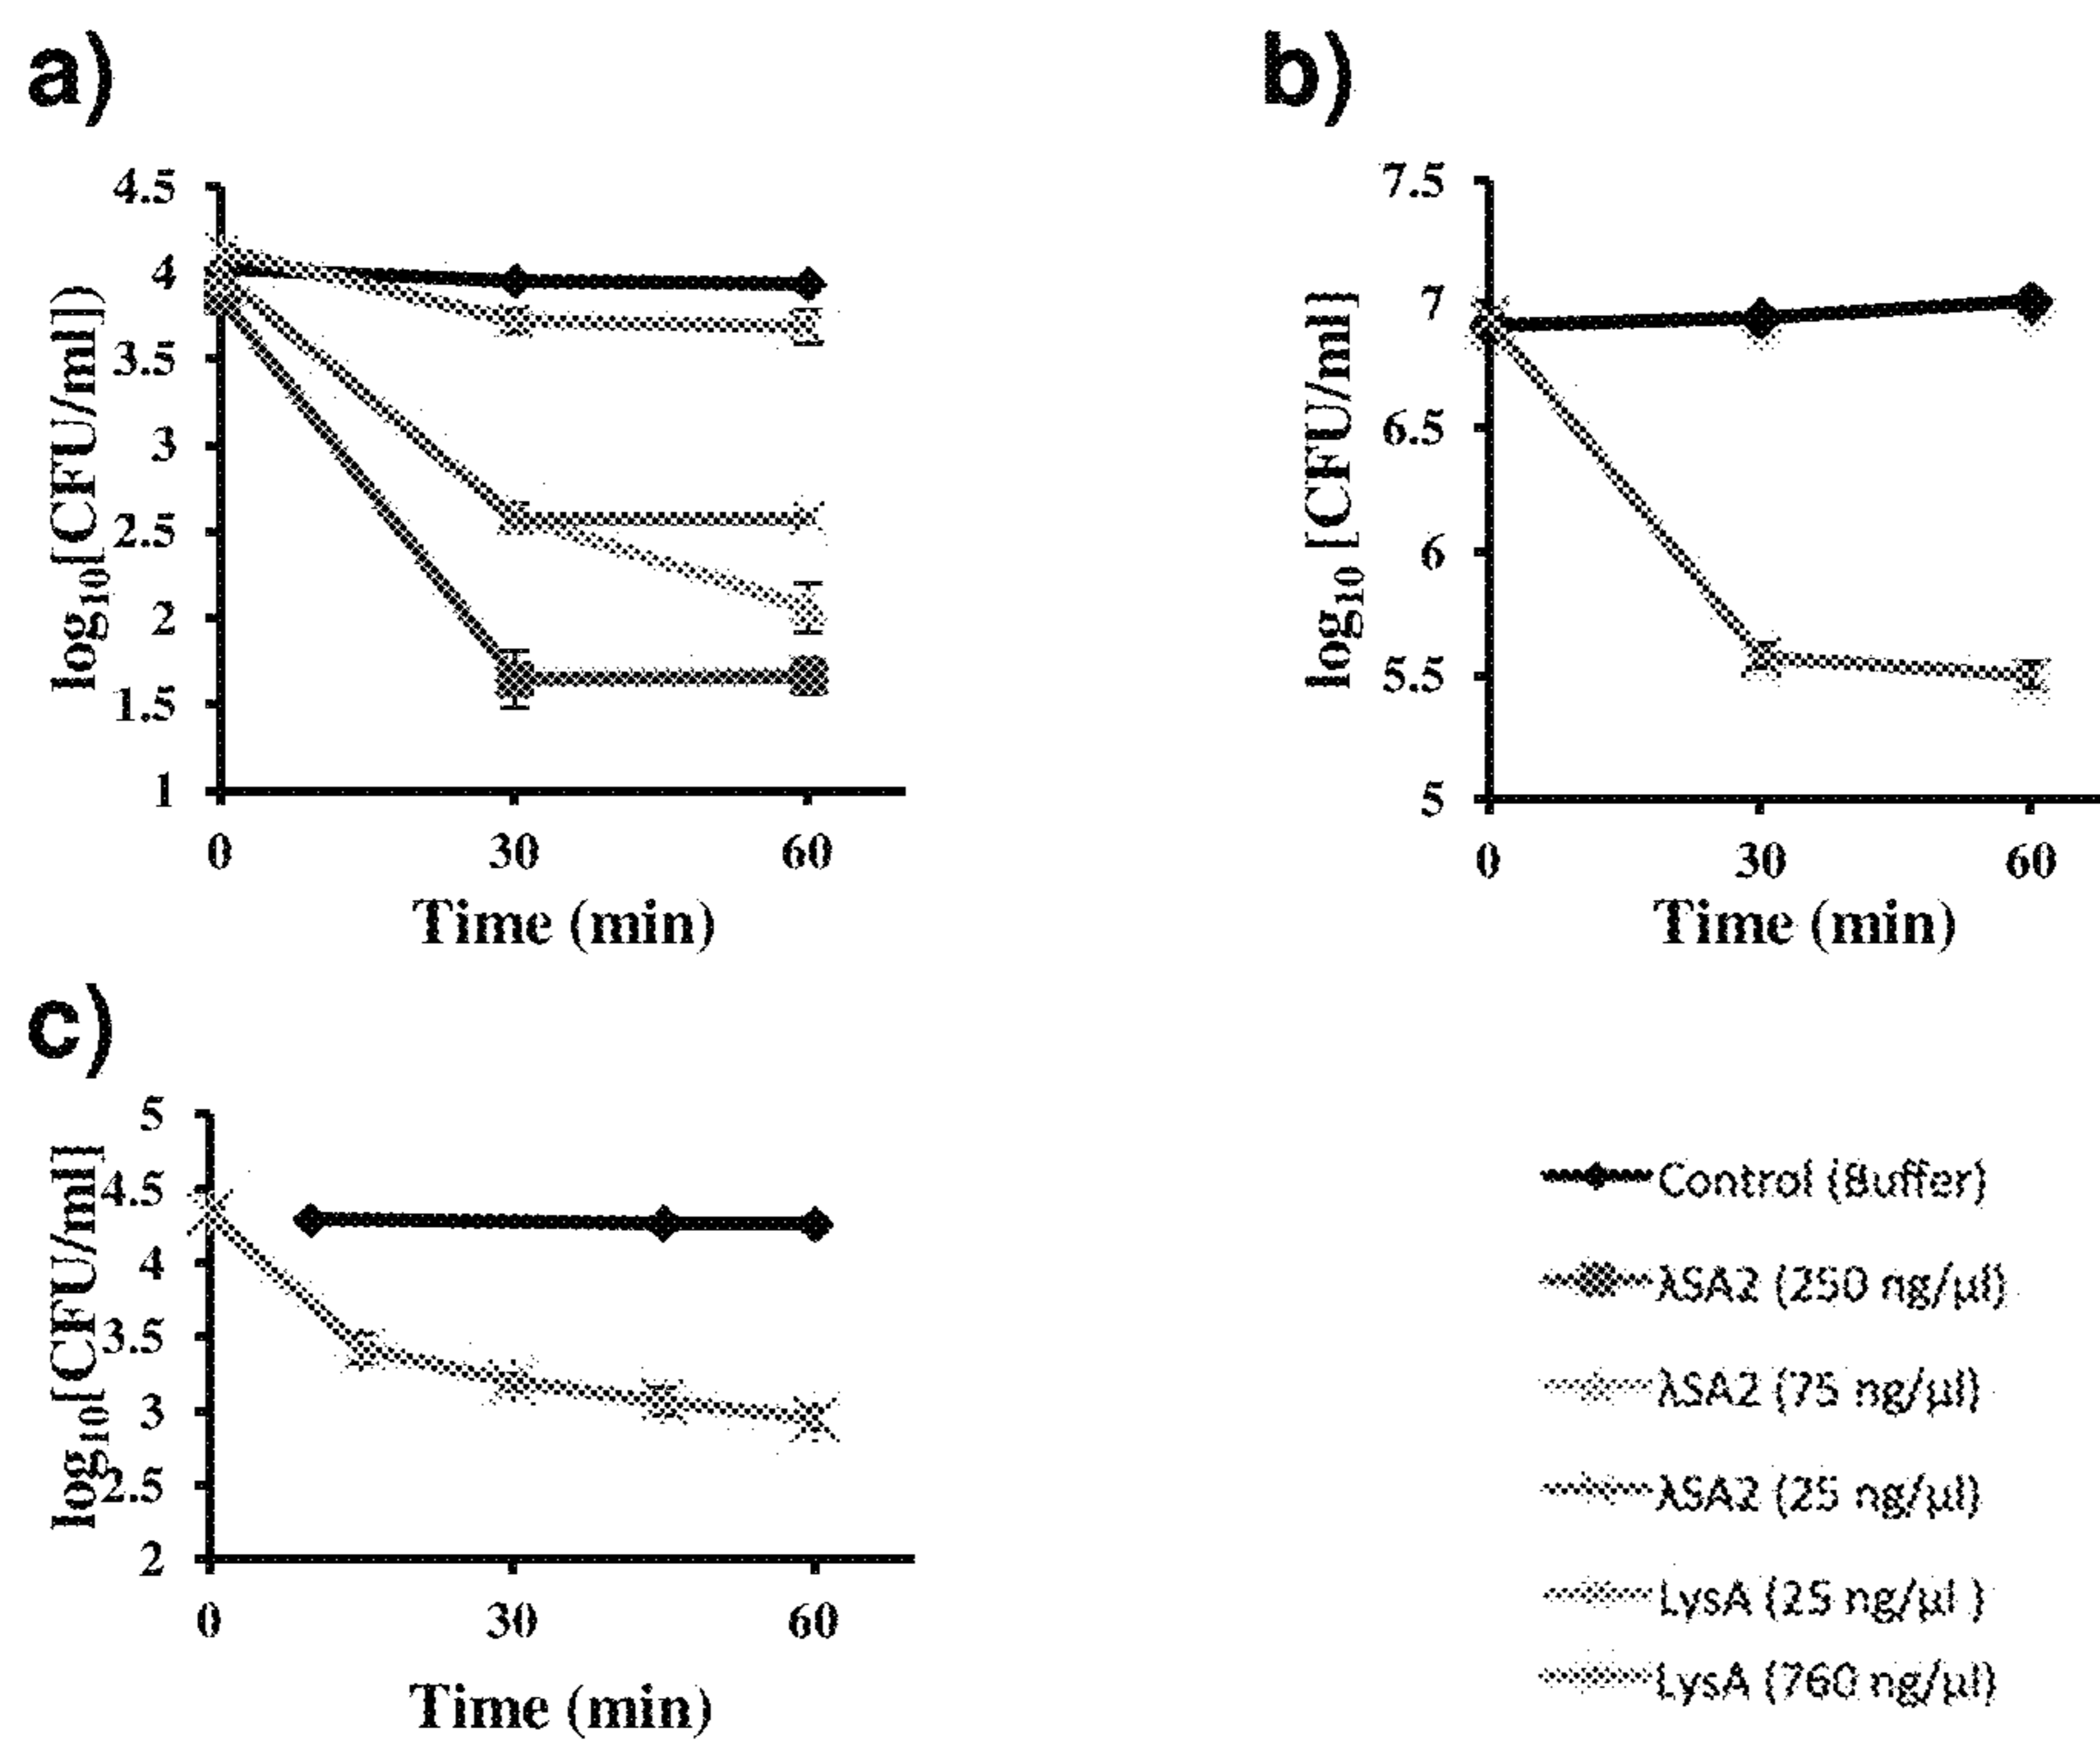 a)
log10[CFU/ml])
4.5
4
3.5
3
2.5
2
1.5
1
0 30 60
Time (min)
b)
log10 [CFU/ml]
7.5
7
6.5
6
5.5
5
0 30 60
Time (min)
c)
log10[CFU/ml]
5
4.5
4
3.5
3
2.5
2
0 30 60
Time (min)
Control (Buffer)
λSA2 (250 ng/µl)
λSA2 (75 ng/µl)
λSA2 (25 ng/µl)
LysA (25 ng/µl )
LysA (760 ng/µl)